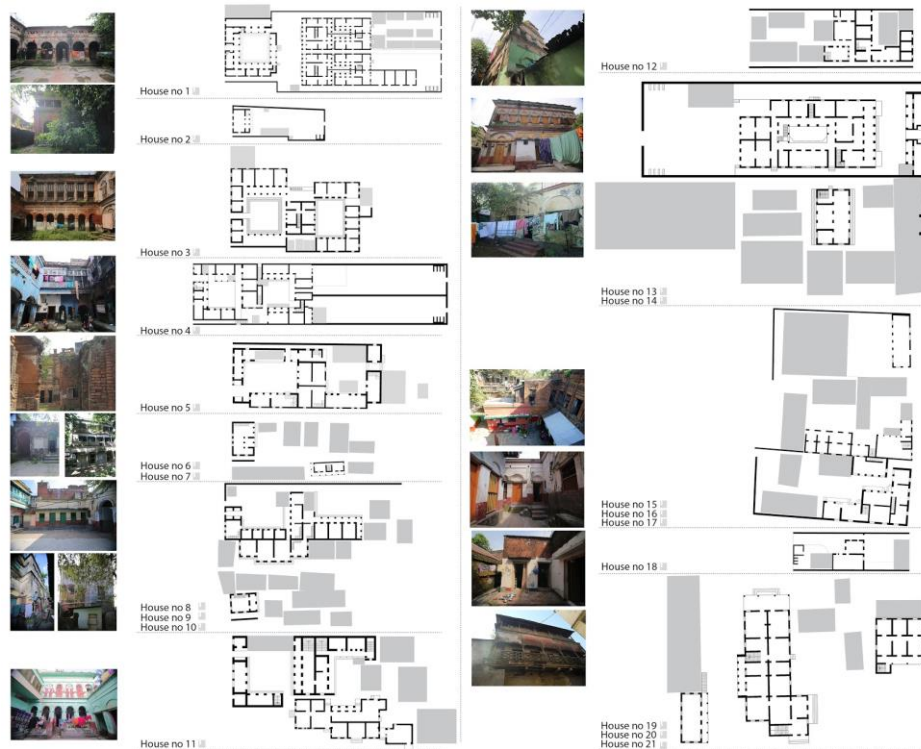 House no 1
House no 2
House no 3
House no 4
House no 5
House no 6
House no 7
House no 8
House no 9
House no 10
House no 11
House no 12
House no 13
House no 14
House no 15
House no 16
House no 17
House no 18
House no 19
House no 20
House no 21